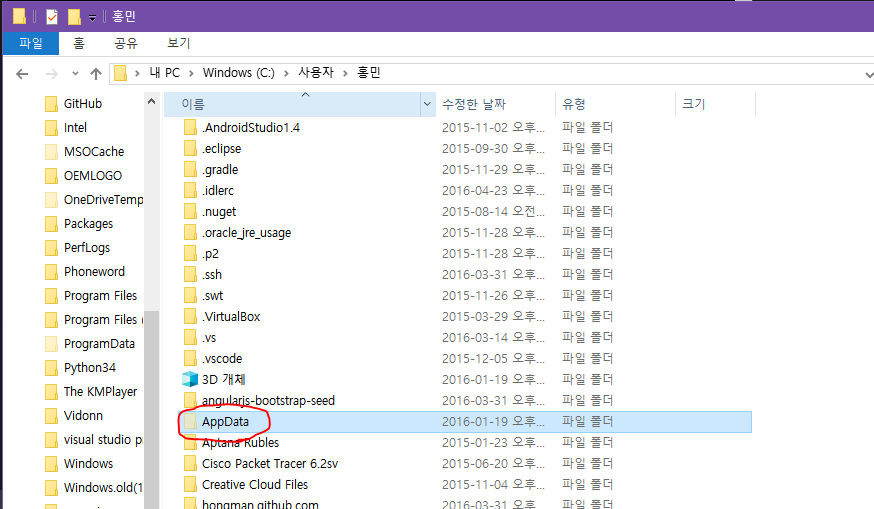 홍민
파일 홈 공유 보기
내 PC > Windows (C:) > 사용자 > 홍민
GitHub
Intel
MSOCache
OEMLOGO
OneDriveTemp
Packages
PerfLogs
Phoneword
Program Files
Program Files (
ProgramData
Python34
The KMPlayer
Vidonn
visual studio pr
Windows
Windows.old(1
이름 수정한 날짜 유형 크기
.AndroidStudio1.4 2015-11-02 오후... 파일 폴더
.eclipse 2015-09-30 오후... 파일 폴더
.gradle 2015-11-29 오후... 파일 폴더
.idlerc 2016-04-23 오후... 파일 폴더
.nuget 2015-08-14 오전... 파일 폴더
.oracle_jre_usage 2015-11-28 오후... 파일 폴더
.p2 2015-11-28 오후... 파일 폴더
.ssh 2016-03-31 오후... 파일 폴더
.swt 2015-11-26 오후... 파일 폴더
.VirtualBox 2015-03-29 오후... 파일 폴더
.vs 2016-03-14 오후... 파일 폴더
.vscode 2015-12-05 오후... 파일 폴더
3D 개체 2016-01-19 오후... 파일 폴더
angularjs-bootstrap-seed 2016-03-31 오후... 파일 폴더
AppData 2016-01-19 오후... 파일 폴더
Aptana Rubles 2015-01-23 오후... 파일 폴더
Cisco Packet Tracer 6.2sv 2015-06-20 오후... 파일 폴더
Creative Cloud Files 2015-11-04 오후... 파일 폴더
hongman.github.com 2016-03-31 오후... 파일 폴더